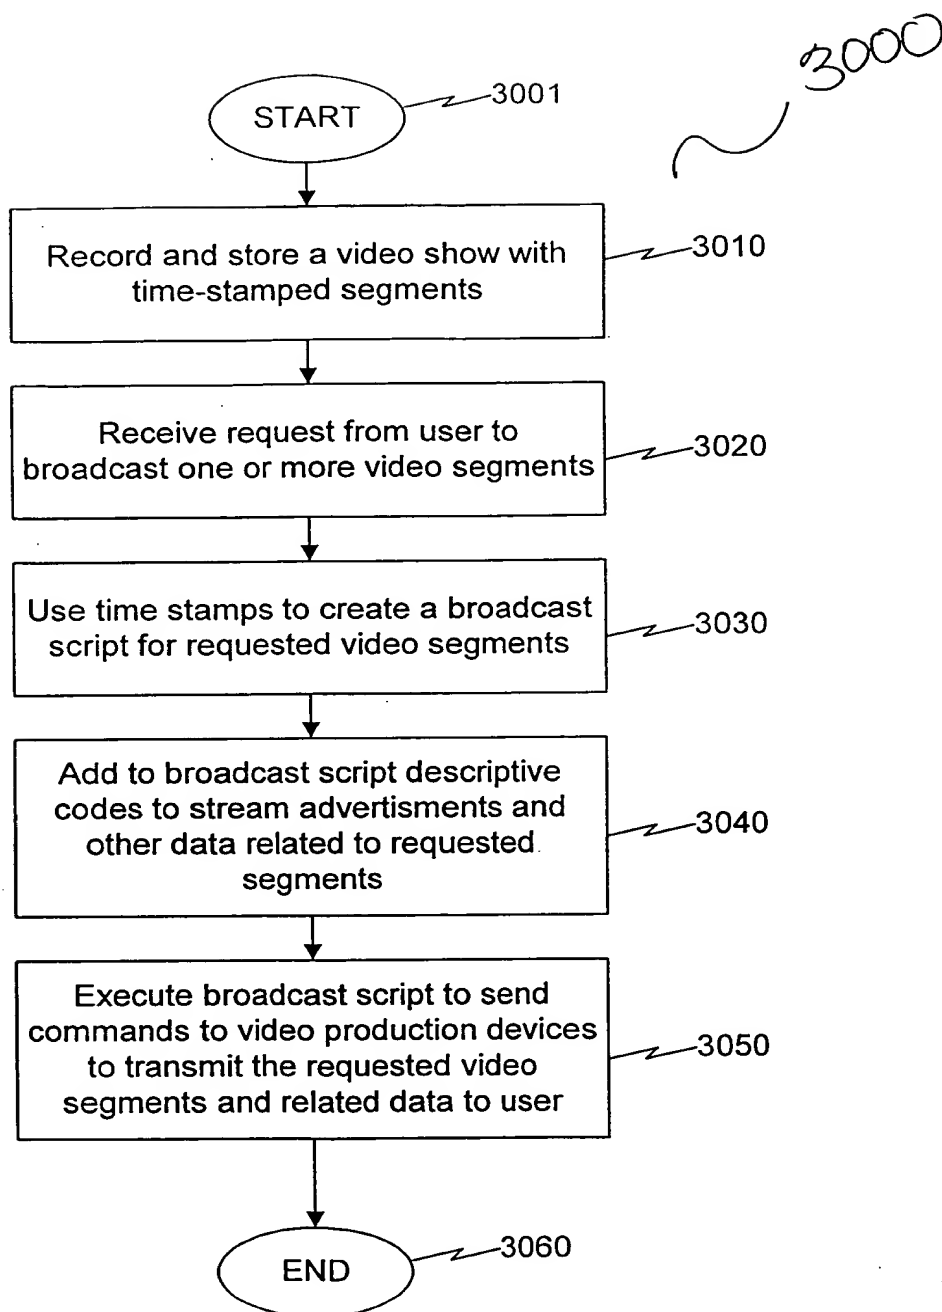 3000
START
3001
Record and store a video show with
time-stamped segments
3010
Receive request from user to
broadcast one or more video segments
3020
Use time stamps to create a broadcast
script for requested video segments
3030
Add to broadcast script descriptive
codes to stream advertisments and
other data related to requested
segments
3040
Execute broadcast script to send
commands to video production devices
to transmit the requested video
segments and related data to user
3050
END
3060